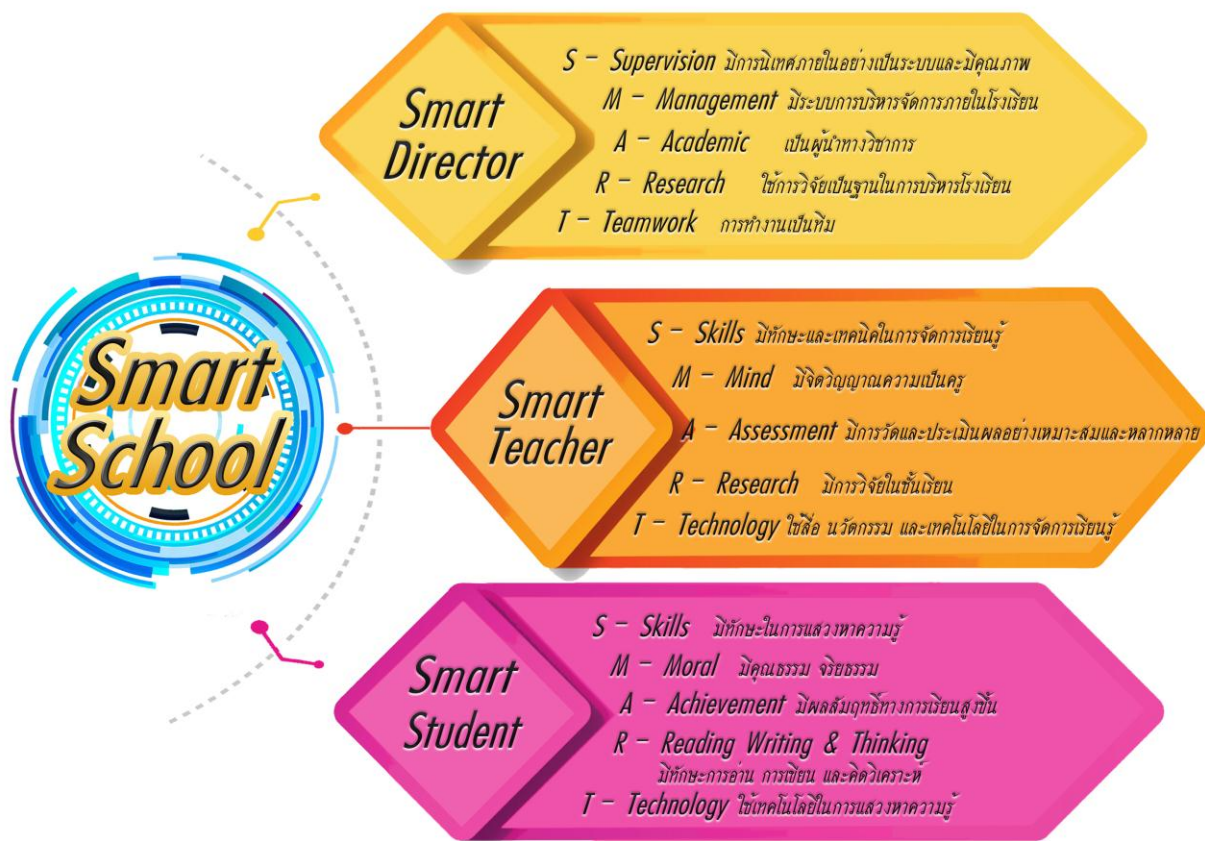 Smart
School
Smart
Director
S - Supervision มีการนิเทศภายในอย่างเป็นระบบและมีคุณภาพ
M - Management มีระบบการบริหารจัดการภายในโรงเรียน
A - Academic เป็นผู้นำทางวิชาการ
R - Research ใช้การวิจัยเป็นฐานในการบริหารโรงเรียน
T - Teamwork การทำงานเป็นทีม
Smart
Teacher
S - Skills มีทักษะและเทคนิคในการจัดการเรียนรู้
M - Mind มีจิตวิญญาณความเป็นครู
A - Assessment มีการวัดและประเมินผลอย่างเหมาะสมและหลากหลาย
R - Research มีการวิจัยในชั้นเรียน
T - Technology ใช้สื่อ นวัตกรรม และเทคโนโลยีในการจัดการเรียนรู้
Smart
Student
S - Skills มีทักษะในการแสวงหาความรู้
M - Moral มีคุณธรรม จริยธรรม
A - Achievement มีผลสัมฤทธิ์ทางการเรียนสูงขึ้น
R - Reading Writing & Thinking
มีทักษะการอ่าน การเขียน และคิดวิเคราะห์
T - Technology ใช้เทคโนโลยีในการแสวงหาความรู้